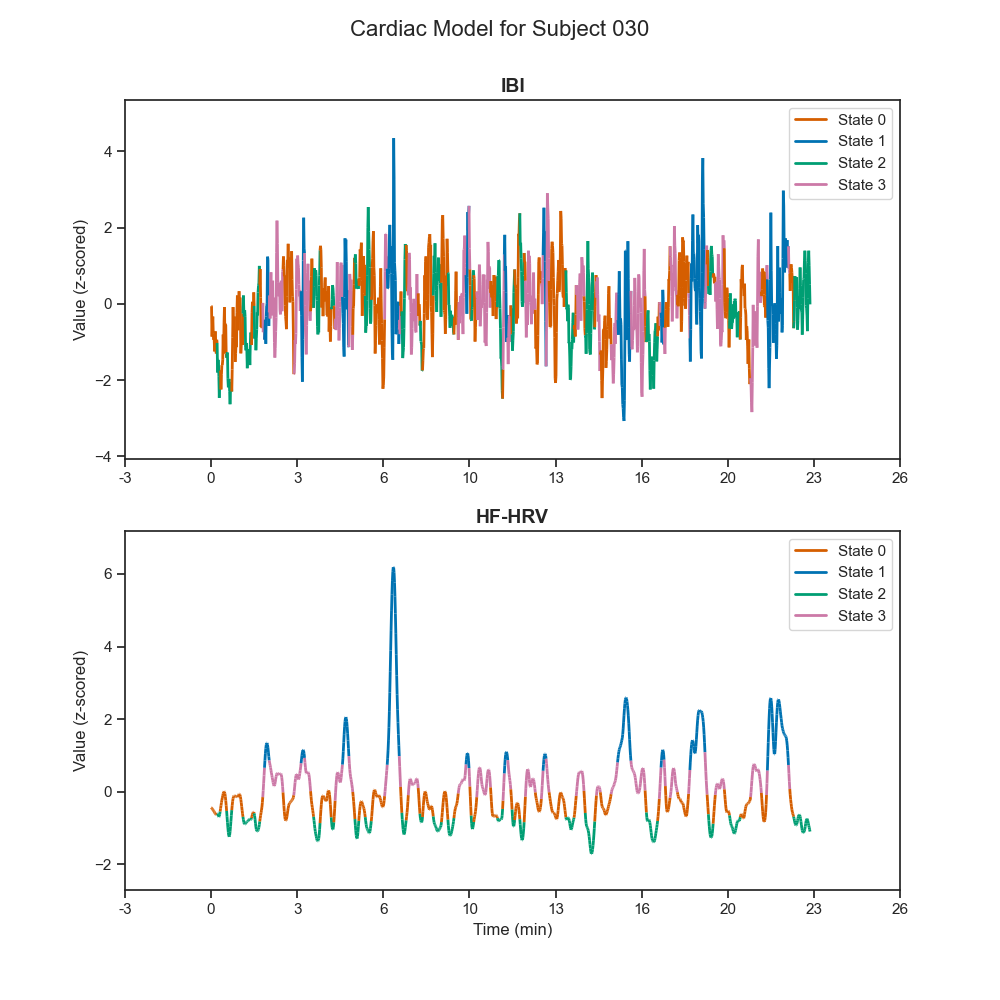 Cardiac Model for Subject 030
IBI
Value (z-scored)
4
2
0
−2
−4
-3 0 3 6 10 13 16 20 23 26
State 0
State 1
State 2
State 3
HF-HRV
Value (z-scored)
6
4
2
0
−2
-3 0 3 6 10 13 16 20 23 26
Time (min)
State 0
State 1
State 2
State 3